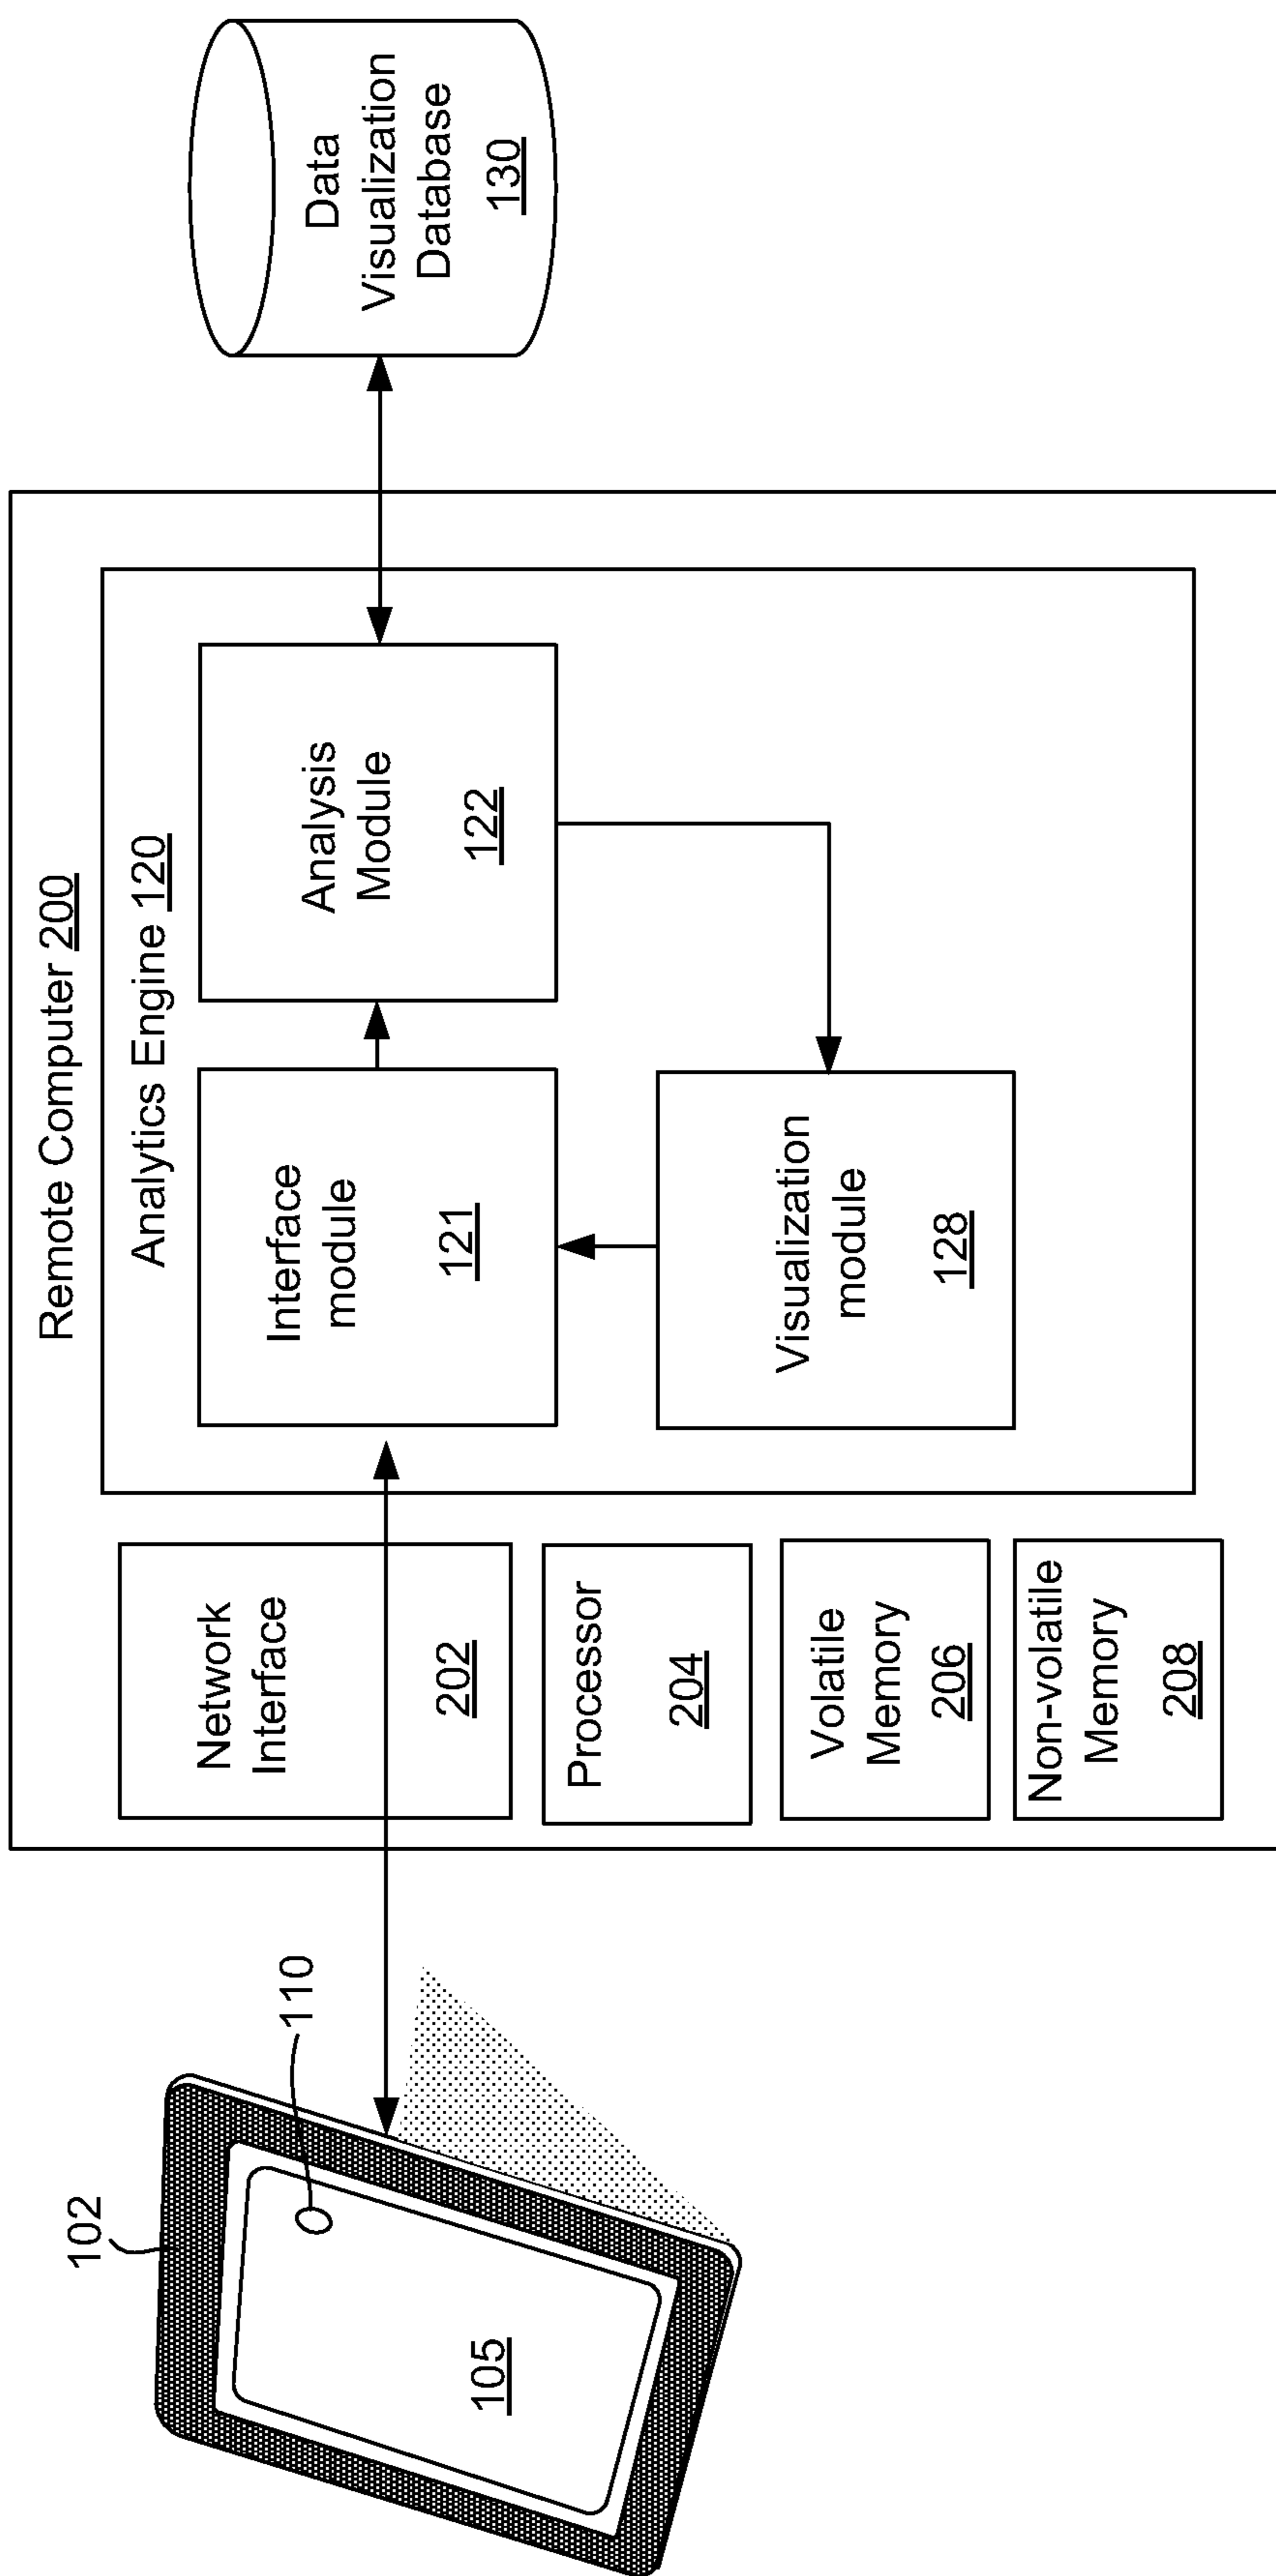 Remote Computer 200
Analytics Engine 120
102
110
105
Network
Interface
202
Processor
204
Volatile
Memory
206
Non-volatile
Memory
208
Interface
module
121
Analysis
Module
122
Visualization
module
128
Data
Visualization
Database
130